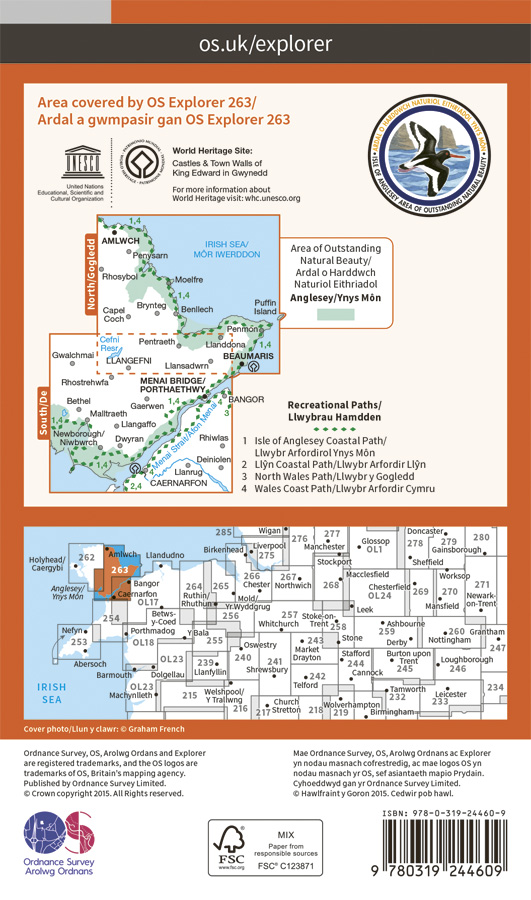 os.uk/explorer
Area covered by OS Explorer 263/
Ardal a gwmpasir gan OS Explorer 263
UNESCO
United Nations
Educational, Scientific and
Cultural Organization
WORLD HERITAGE • PATRIMOINE MONDIAL • PATRIMONIO MUNDIAL
World Heritage Site:
Castles & Town Walls of
King Edward in Gwynedd
For more information about
World Heritage visit: whc.unesco.org
ARDAL O HARDDWCH NATURIOL EITHRIADOL YNYS MÔN
ISLE OF ANGLESEY AREA OF OUTSTANDING NATURAL BEAUTY
North/Gogledd
1,4
AMLWCH
Penysarn
IRISH SEA/
MÔR IWERDDON
Rhosybol
Moelfre
1,4
Brynteg
Benllech
Capel
Coch
Puffin
Island
Penmon
Cefni
Resr
Pentraeth
Llanddona
1,4
Gwalchmai
LLANGEFNI
Llansadwrn
BEAUMARIS
Rhostrehwfa
MENAI BRIDGE/
PORTHAETHWY
South/De
Bethel
Gaerwen
1,4
4
3
BANGOR
Malltraeth
Llangaffo
Newborough/
Niwbwrch
Dwyran
Menai Strait/Afon Menai
Rhiwlas
1,4
4
Deiniolen
Llanrug
CAERNARFON
2,4
Area of Outstanding
Natural Beauty/
Ardal o Harddwch
Naturiol Eithriadol
Anglesey/Ynys Môn
Recreational Paths/
Llwybrau Hamdden
1 Isle of Anglesey Coastal Path/
Llwybr Arfordirol Ynys Môn
2 Llŷn Coastal Path/Llwybr Arfordir Llŷn
3 North Wales Path/Llwybr y Gogledd
4 Wales Coast Path/Llwybr Arfordir Cymru
285
Wigan
276
277
Doncaster
278
279
280
Holyhead/
Caergybi
262
Amlwch
Llandudno
Birkenhead
Liverpool
275
Manchester
Glossop
OL1
Gainsborough
263
Stockport
Sheffield
Anglesey/
Ynys Môn
Bangor
266
267
268
Macclesfield
Worksop
Caernarfon
OL17
264
265
Chester
Northwich
Chesterfield
OL24
269
270
271
Ruthin/
Rhuthun
Mold/
Yr Wyddgrug
Mansfield
Newark-
on-Trent
254
Betws-
y-Coed
256
257
Stoke-on-
Trent
258
Leek
Nefyn
253
Porthmadog
Y Bala
Whitchurch
Ashbourne
259
260
Grantham
OL18
255
Oswestry
243
Stone
Derby
Nottingham
247
Abersoch
OL23
239
240
Market
Drayton
Stafford
Burton upon
Trent
Loughborough
Barmouth
Dolgellau
Llanfyllin
241
244
245
246
Shrewsbury
242
Cannock
IRISH
SEA
OL23
Machynlleth
215
Welshpool/
Y Trallwng
Telford
Tamworth
232
Leicester
233
234
216
217
Church
Stretton
218
Wolverhampton
219
Birmingham
Cover photo/Llun y clawr: © Graham French
Ordnance Survey, OS, Arolwg Ordans and Explorer
are registered trademarks, and the OS logos are
trademarks of OS, Britain's mapping agency.
Published by Ordnance Survey Limited.
© Crown copyright 2015. All Rights reserved.
Mae Ordnance Survey, OS, Arolwg Ordnans ac Explorer
yn nodau masnach cofrestredig, ac mae logos OS yn
nodau masnach yr OS, sef asiantaeth mapio Prydain.
Cyhoeddwyd gan yr Ordnance Survey Limited.
© Hawlfraint y Goron 2015. Cedwir pob hawl.
OS
Ordnance Survey
Arolwg Ordnans
FSC
www.fsc.org
MIX
Paper from
responsible sources
FSC® C123871
ISBN: 978-0-319-24460-9
9 780319 244609